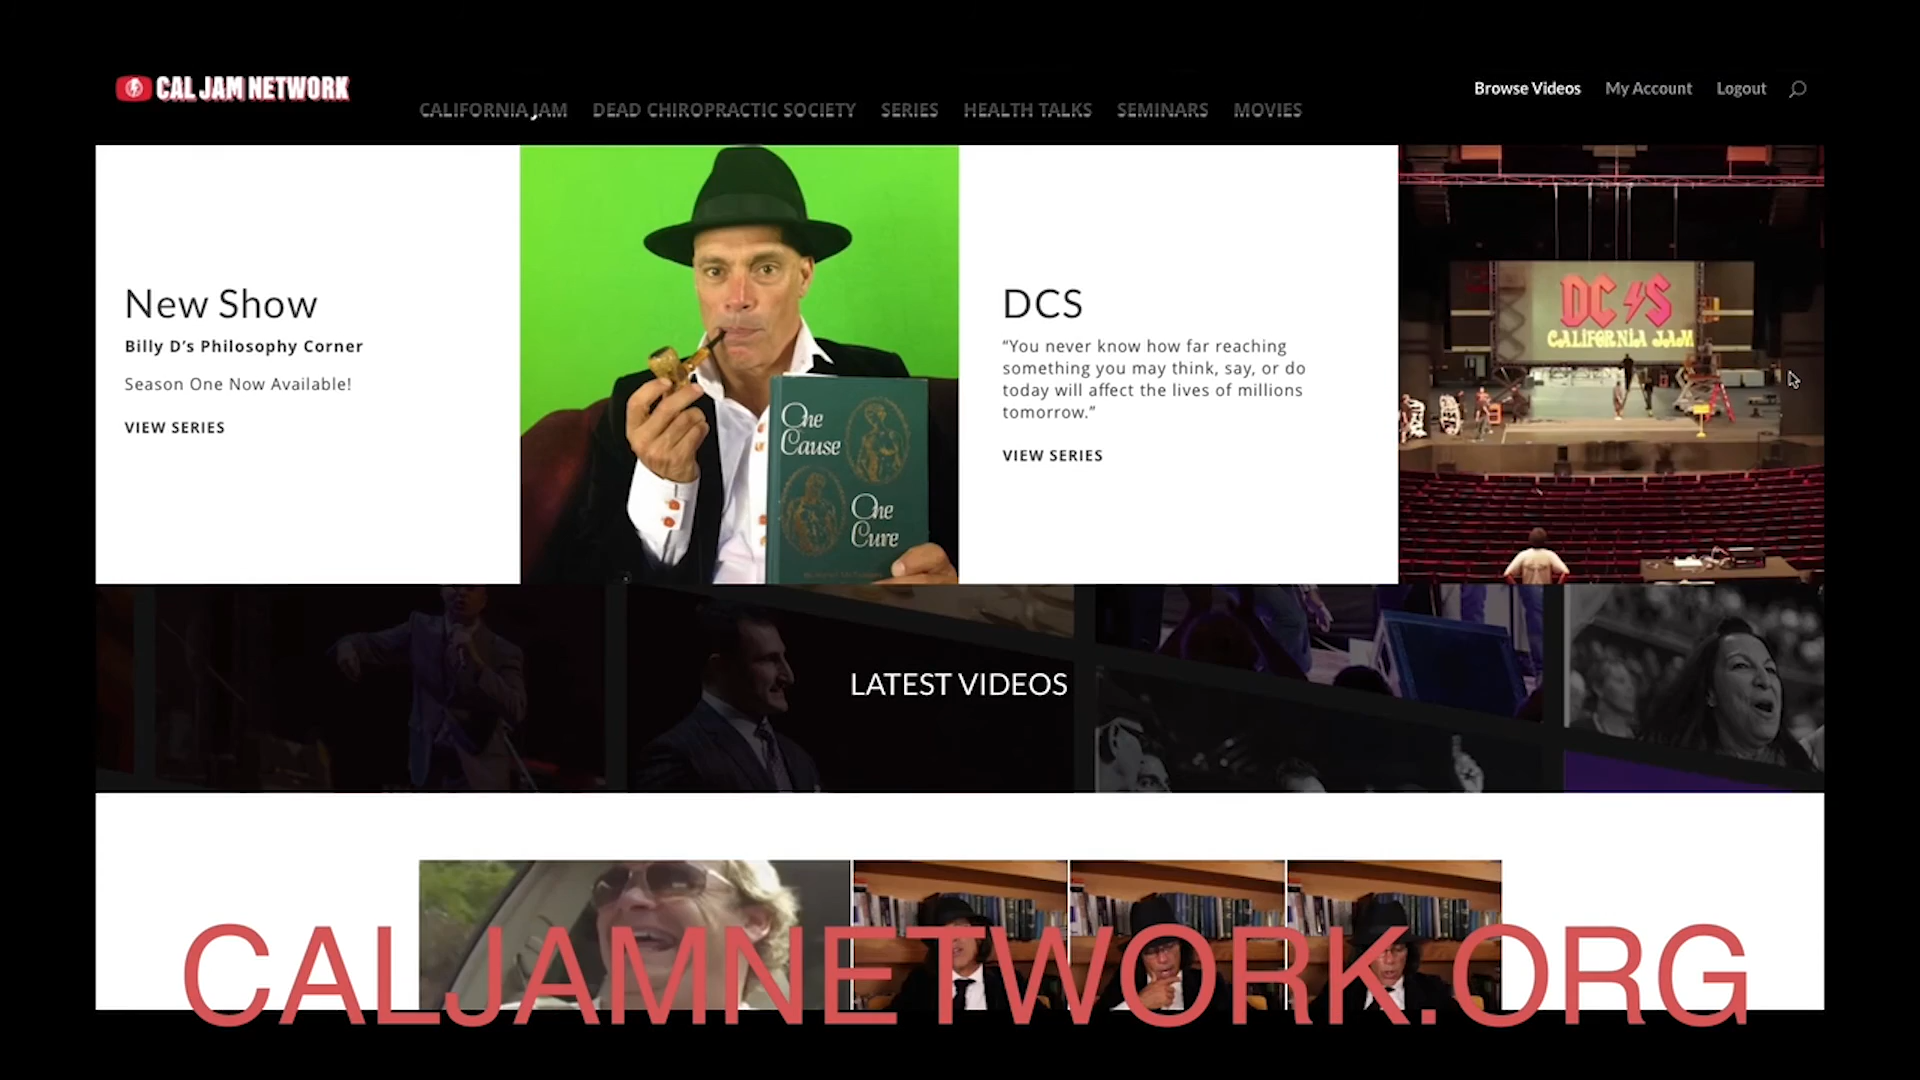 CAL JAM NETWORK
CALIFORNIA JAM DEAD CHIROPRACTIC SOCIETY SERIES HEALTH TALKS SEMINARS MOVIES
Browse Videos My Account Logout
New Show
Billy D's Philosophy Corner
Season One Now Available!
VIEW SERIES
One
Cause
One
Cure
DCS
“You never know how far reaching
something you may think, say, or do
today will affect the lives of millions
tomorrow.”
VIEW SERIES
DC S
CALIFORNIA JAM
LATEST VIDEOS
CALJAMNETWORK.ORG